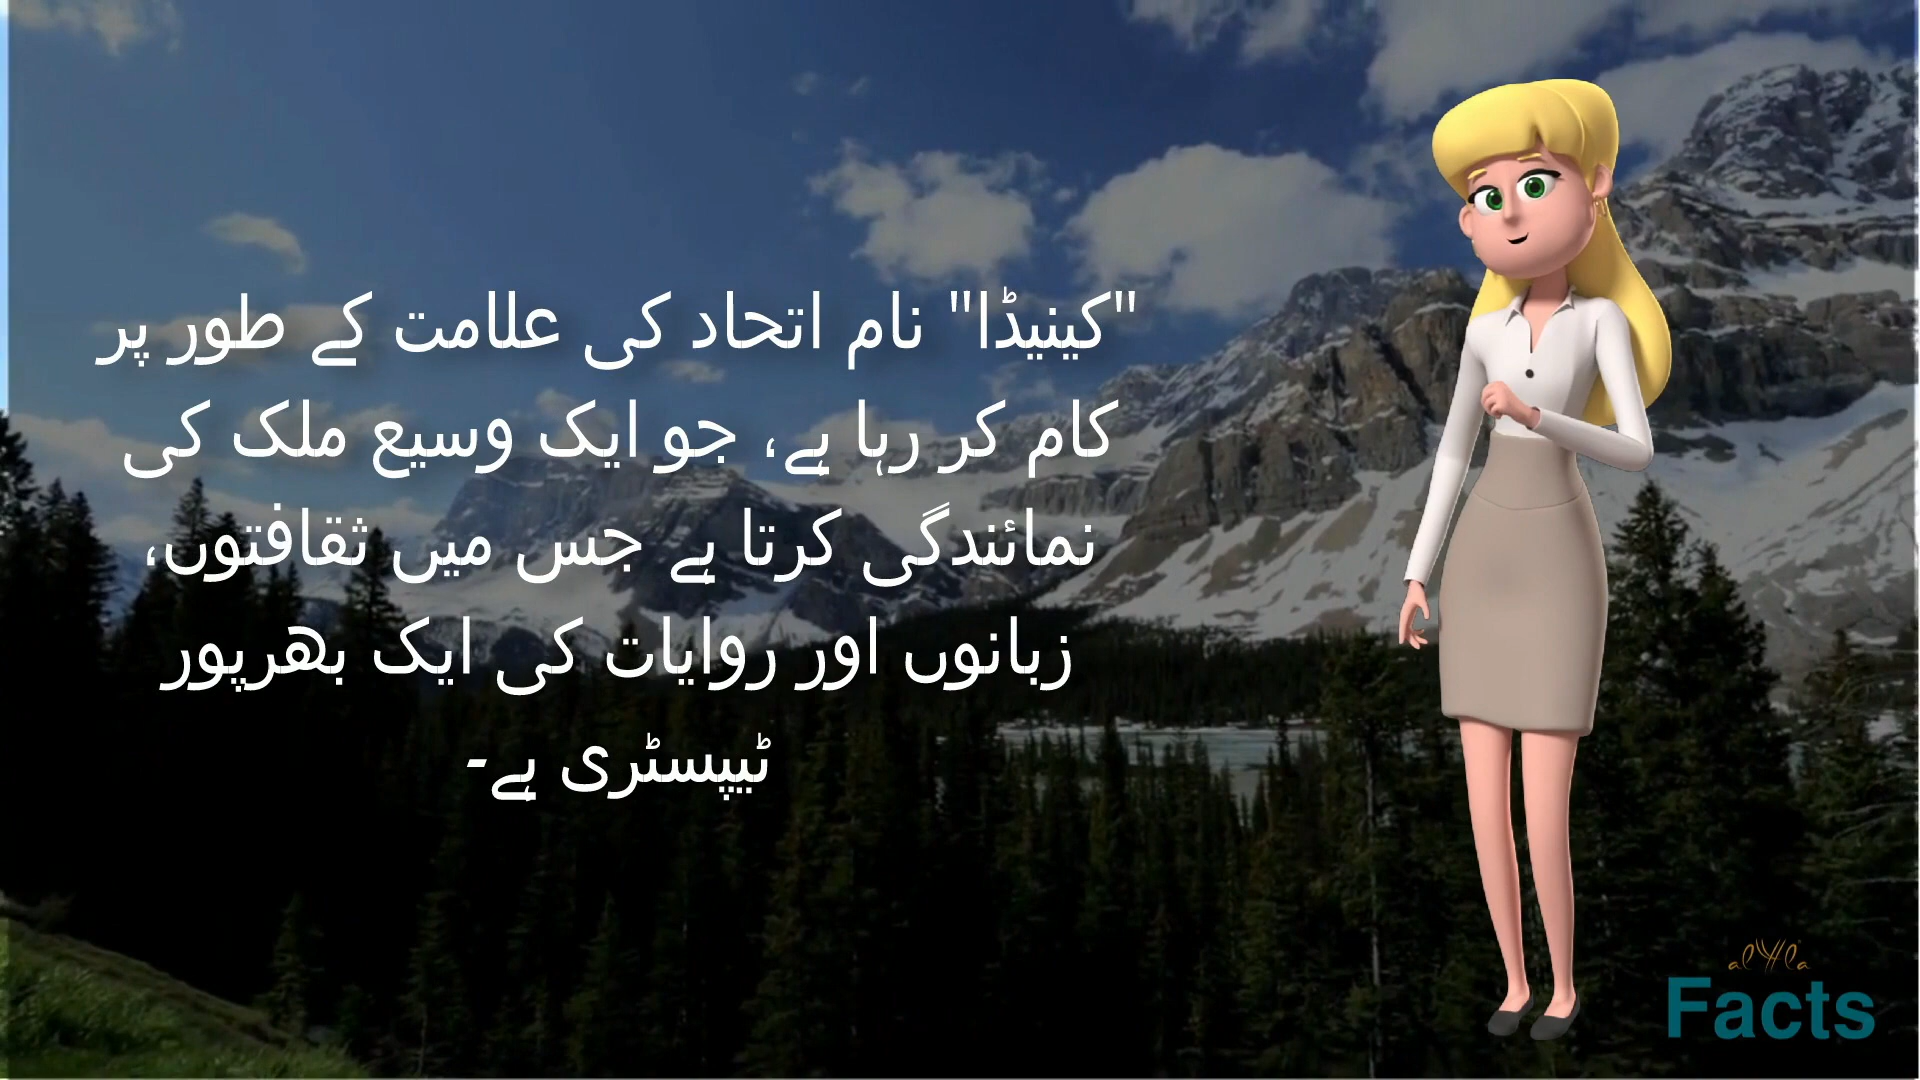 "کینیڈا" نام اتحاد کی علامت کے طور پر
کام کر رہا ہے، جو ایک وسیع ملک کی
نمائندگی کرتا ہے جس میں ثقافتوں،
زبانوں اور روایات کی ایک بھرپور
ٹیپسٹری ہے۔
Facts